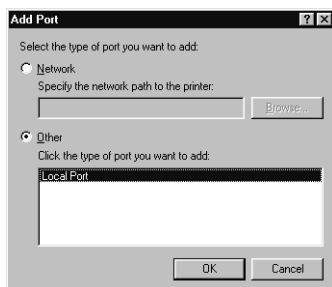 Add Port
Select the type of port you want to add:
Network
Specify the network path to the printer:
Browse...
Other
Click the type of port you want to add:
Local Port
OK
Cancel